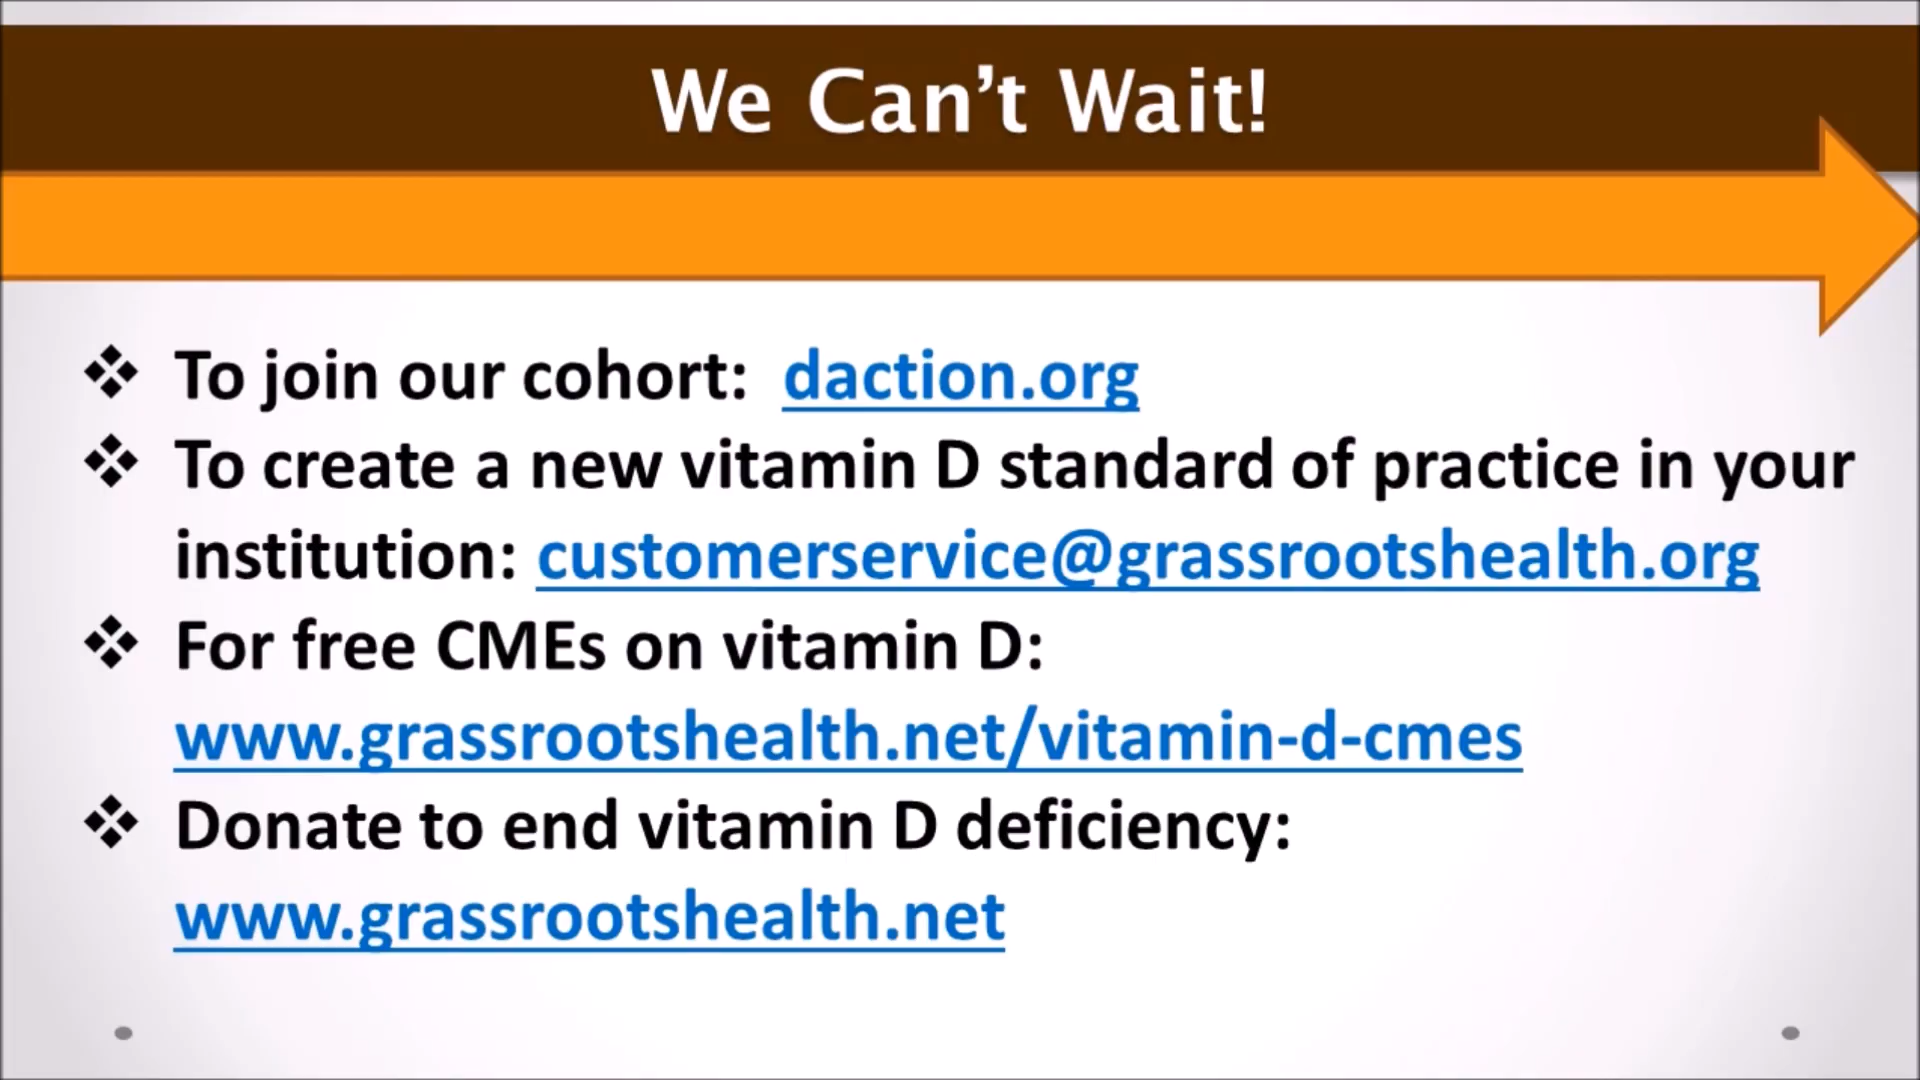 We Can’t Wait!
❖ To join our cohort: daction.org
❖ To create a new vitamin D standard of practice in your
institution: customerservice@grassrootshealth.org
❖ For free CMEs on vitamin D:
www.grassrootshealth.net/vitamin-d-cmes
❖ Donate to end vitamin D deficiency:
www.grassrootshealth.net